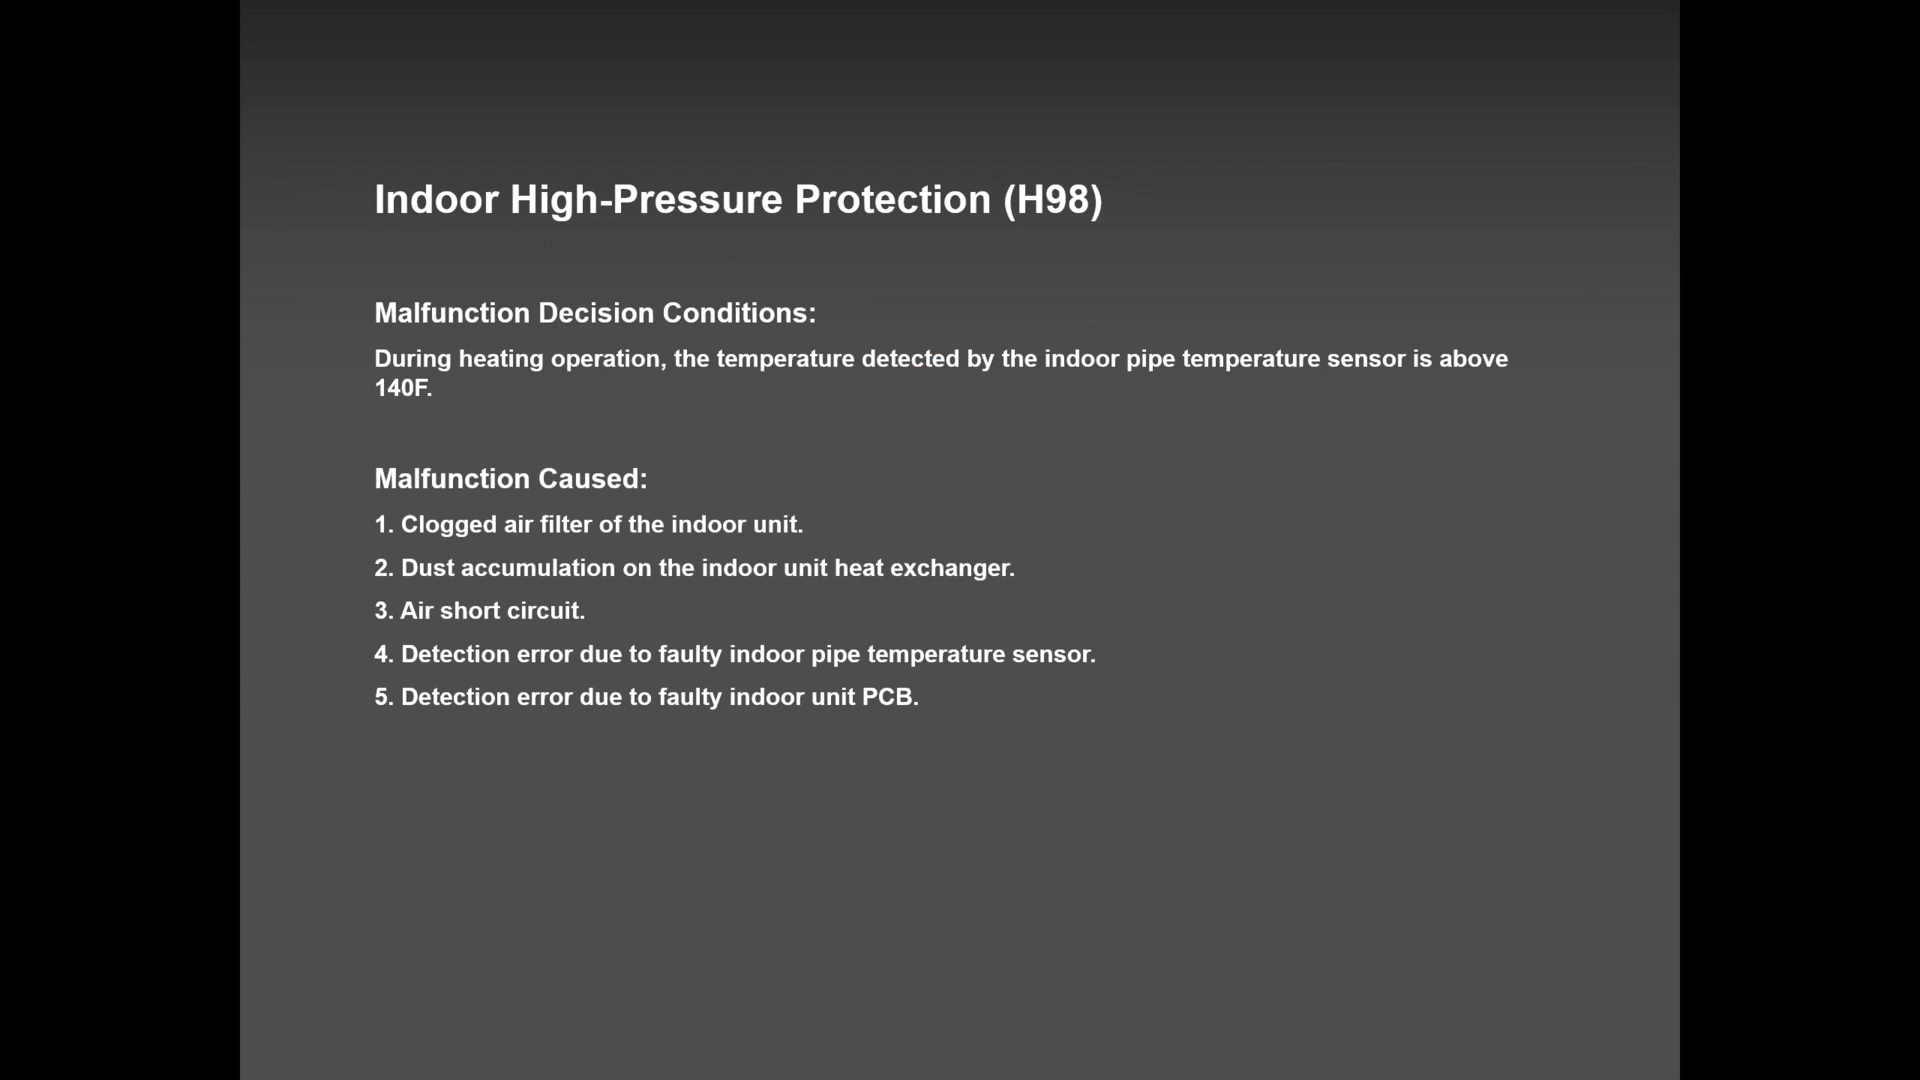 Indoor High-Pressure Protection (H98)
Malfunction Decision Conditions:
During heating operation, the temperature detected by the indoor pipe temperature sensor is above
140F.
Malfunction Caused:
1. Clogged air filter of the indoor unit.
2. Dust accumulation on the indoor unit heat exchanger.
3. Air short circuit.
4. Detection error due to faulty indoor pipe temperature sensor.
5. Detection error due to faulty indoor unit PCB.